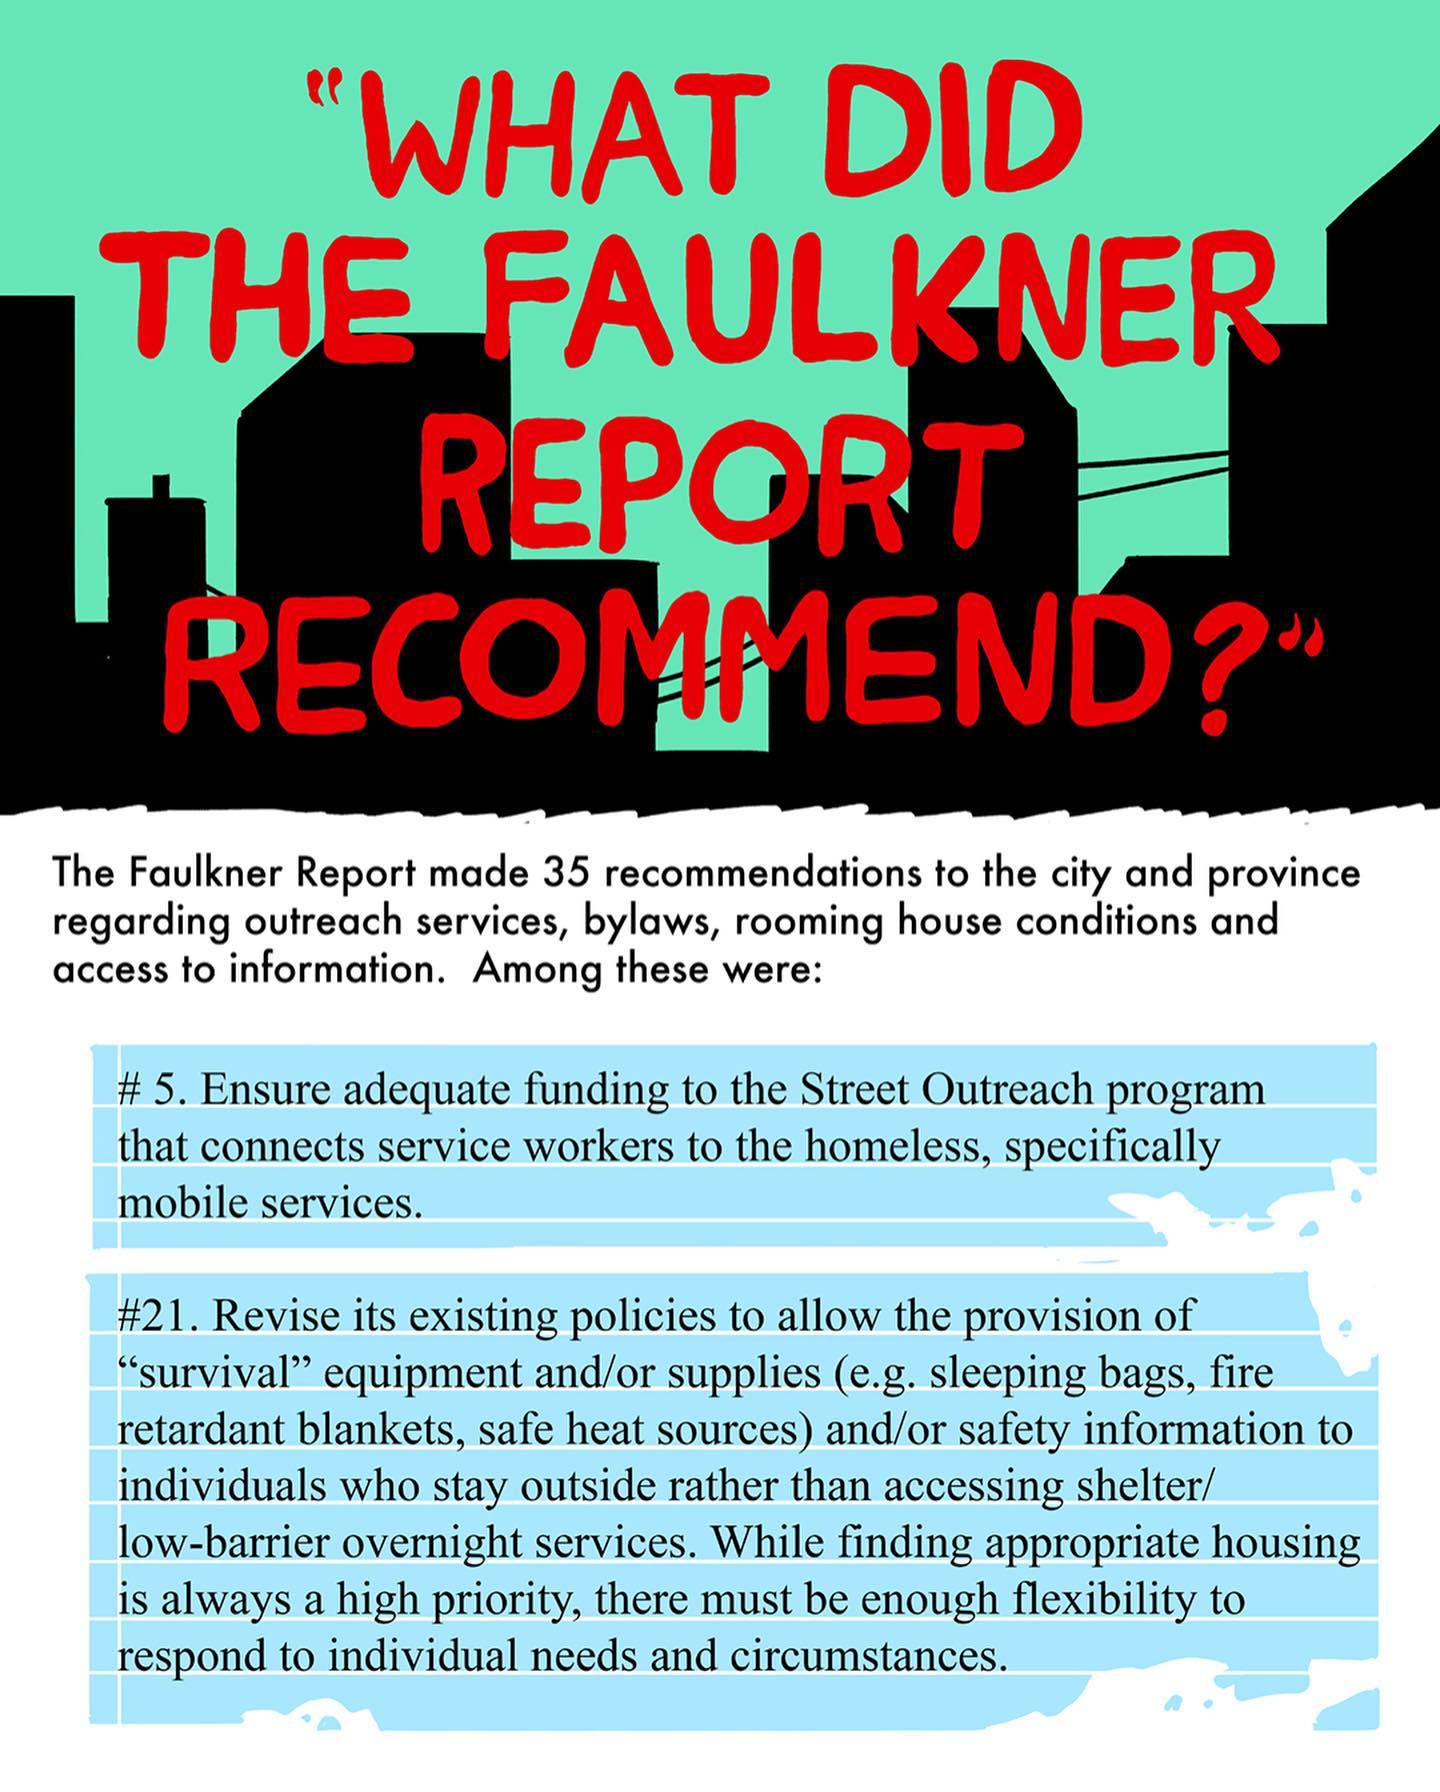 “WHAT DID
THE FAULKNER
REPORT
RECOMMEND?”
The Faulkner Report made 35 recommendations to the city and province
regarding outreach services, bylaws, rooming house conditions and
access to information.  Among these were:
# 5. Ensure adequate funding to the Street Outreach program
that connects service workers to the homeless, specifically
mobile services.
#21. Revise its existing policies to allow the provision of
“survival” equipment and/or supplies (e.g. sleeping bags, fire
retardant blankets, safe heat sources) and/or safety information to
individuals who stay outside rather than accessing shelter/
low-barrier overnight services. While finding appropriate housing
is always a high priority, there must be enough flexibility to
respond to individual needs and circumstances.